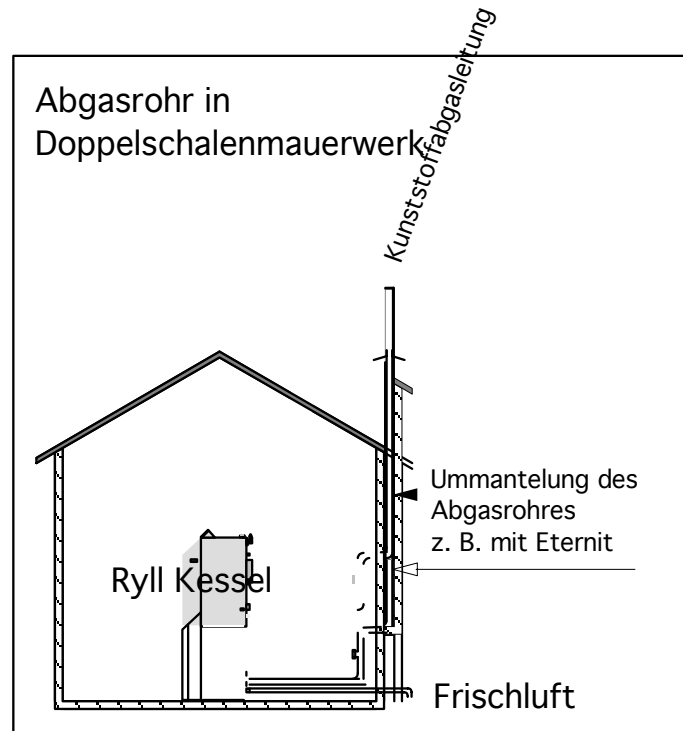 Kunststoffabgasleitung
Abgasrohr in
Doppelschalenmauerwerk
Ummantelung des
Abgasrohres
z. B. mit Eternit
Ryll Kessel
Frischluft